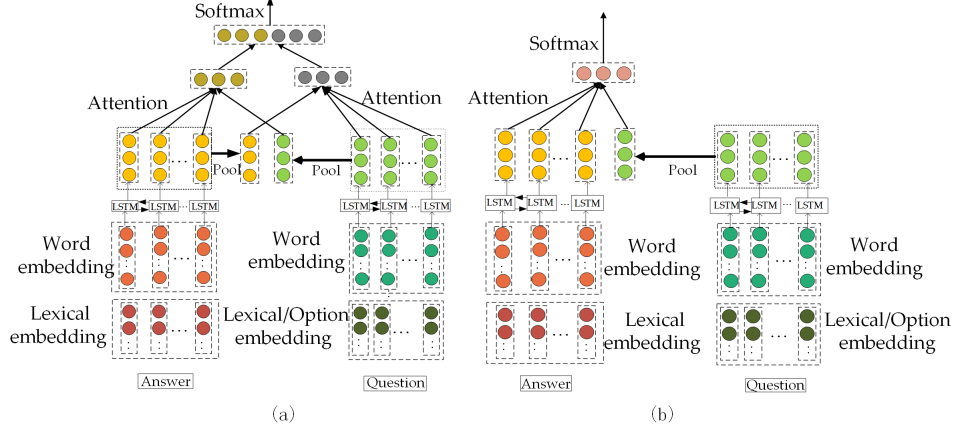 Softmax
Attention
Attention
Pool
Pool
LSTM
LSTM
LSTM
LSTM
LSTM
LSTM
Word
embedding
Word
embedding
Lexical
embedding
Lexical/Option
embedding
Answer
Question
(a)
Softmax
Attention
Pool
LSTM
LSTM
LSTM
LSTM
LSTM
LSTM
Word
embedding
Word
embedding
Lexical
embedding
Lexical/Option
embedding
Answer
Question
(b)